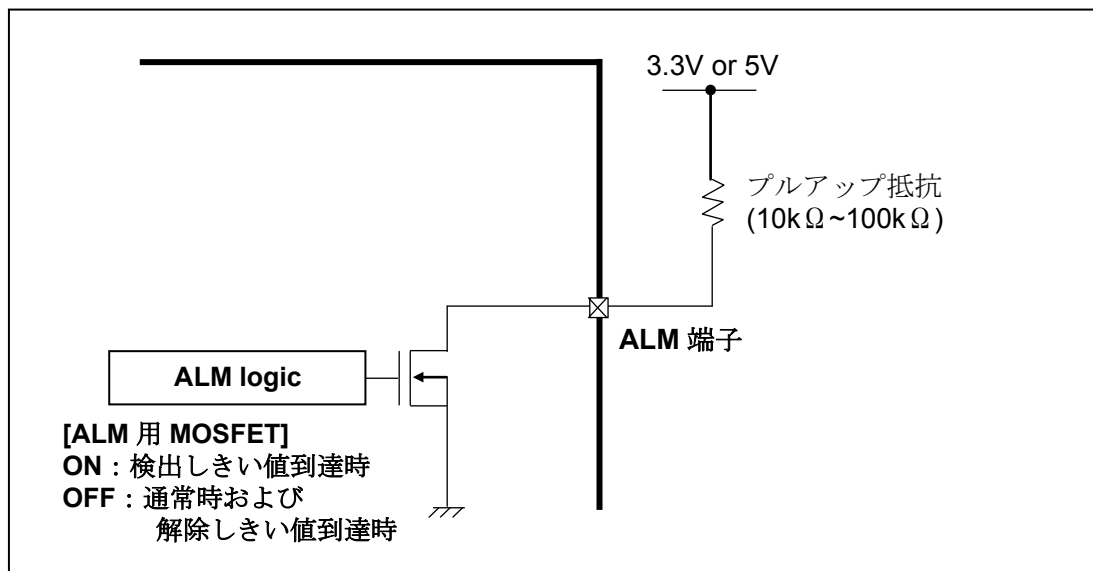 3.3V or 5V
プルアップ抵抗
(10kΩ~100kΩ)
ALM 端子
ALM logic
[ALM 用 MOSFET]
ON：検出しきい値到達時
OFF：通常時および
解除しきい値到達時